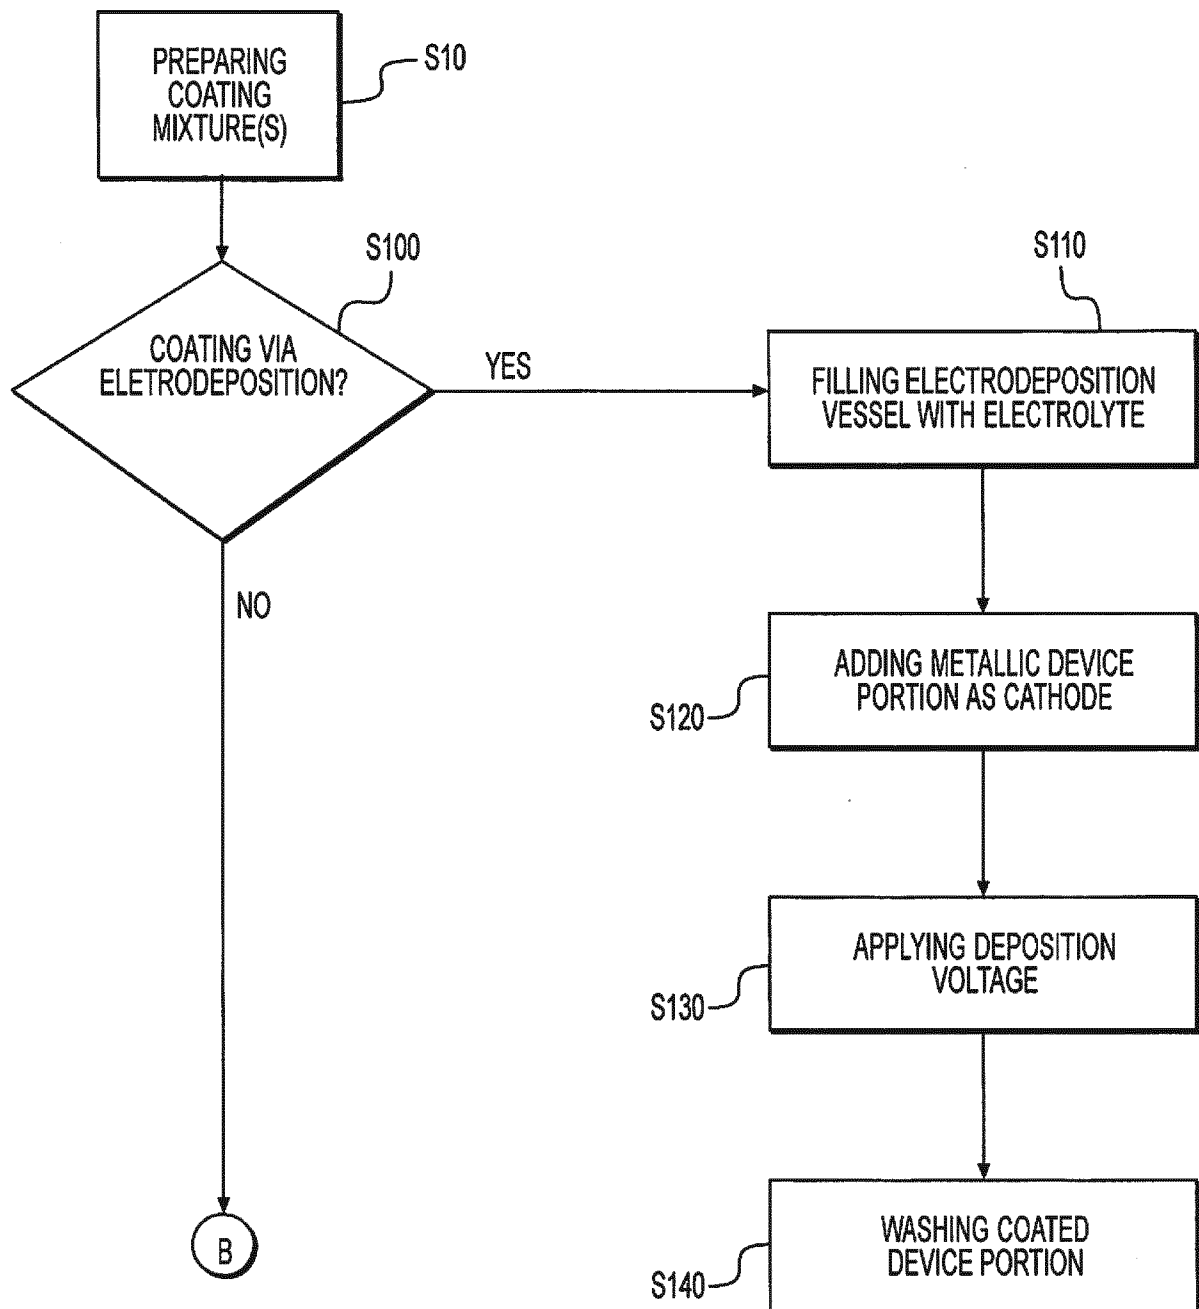 PREPARING
COATING
MIXTURE(S)
S10
S100
COATING VIA
ELETRODEPOSITION?
YES
NO
B
S110
FILLING ELECTRODEPOSITION
VESSEL WITH ELECTROLYTE
ADDING METALLIC DEVICE
PORTION AS CATHODE
S120
APPLYING DEPOSITION
VOLTAGE
S130
WASHING COATED
DEVICE PORTION
S140